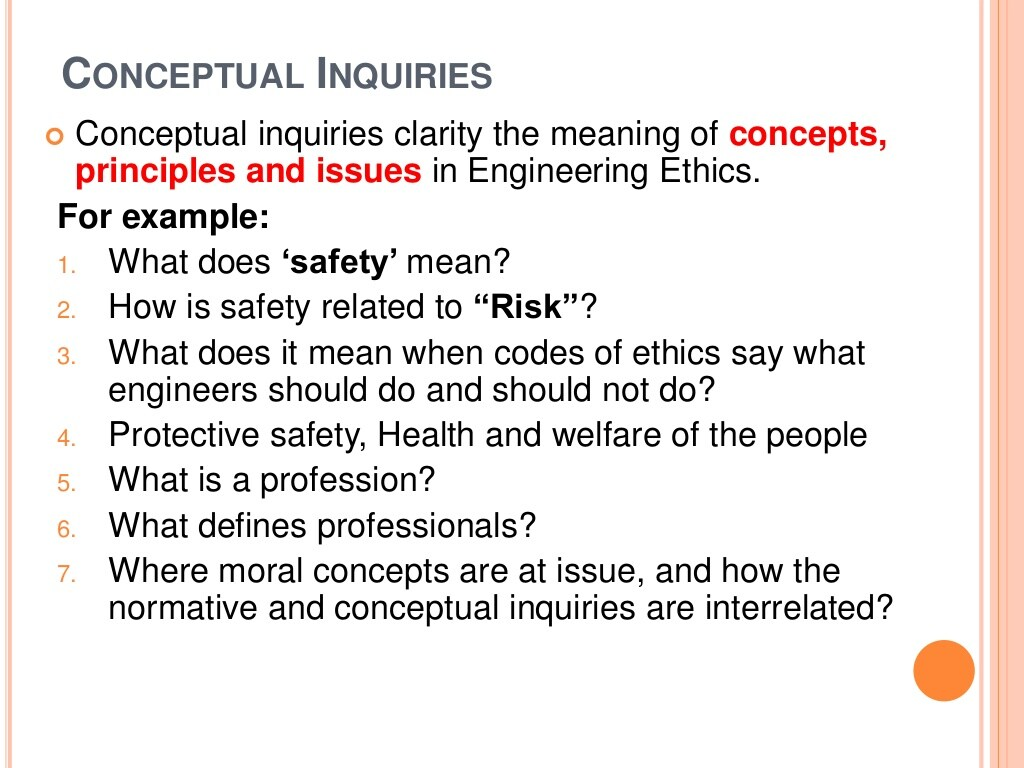 CONCEPTUAL INQUIRIES
Conceptual inquiries clarity the meaning of concepts,
principles and issues in Engineering Ethics.
For example:
1. What does ‘safety’ mean?
2. How is safety related to “Risk”?
3. What does it mean when codes of ethics say what
engineers should do and should not do?
4. Protective safety, Health and welfare of the people
5. What is a profession?
6. What defines professionals?
7. Where moral concepts are at issue, and how the
normative and conceptual inquiries are interrelated?